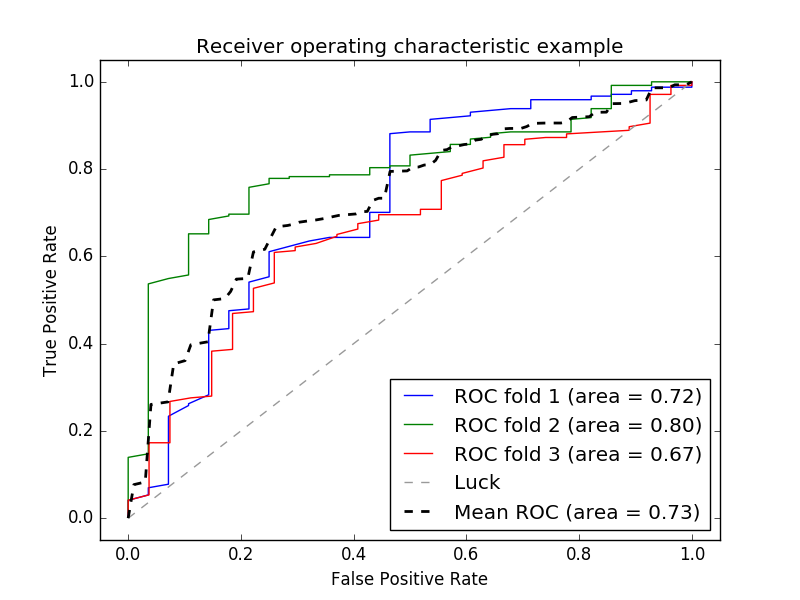 Receiver operating characteristic example
True Positive Rate
1.0
0.8
0.6
0.4
0.2
0.0
ROC fold 1 (area = 0.72)
ROC fold 2 (area = 0.80)
ROC fold 3 (area = 0.67)
Luck
Mean ROC (area = 0.73)
0.0 0.2 0.4 0.6 0.8 1.0
False Positive Rate